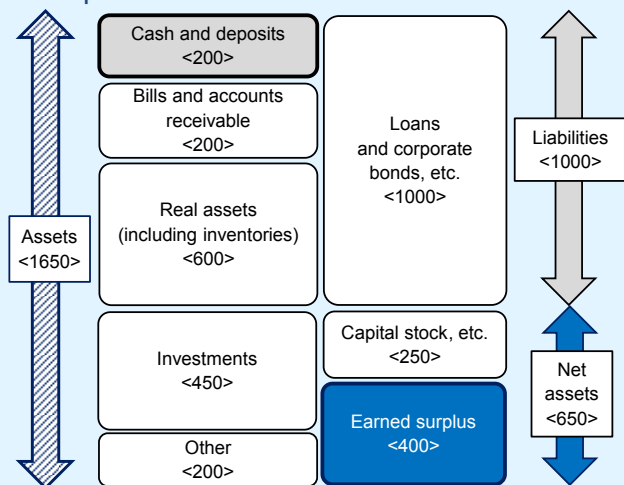 Cash and deposits
<200>
Bills and accounts
receivable
<200>
Real assets
(including inventories)
<600>
Investments
<450>
Other
<200>
Loans
and corporate
bonds, etc.
<1000>
Capital stock, etc.
<250>
Earned surplus
<400>
Assets
<1650>
Liabilities
<1000>
Net
assets
<650>